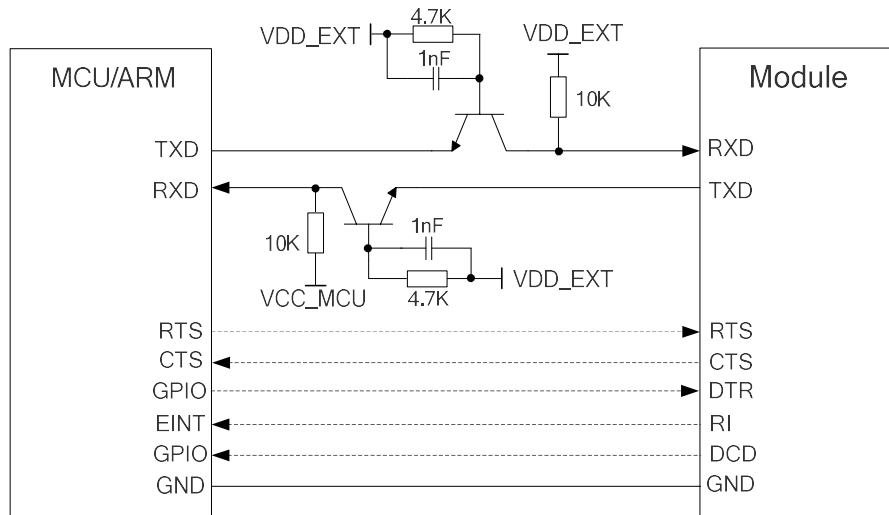 4.7K
VDD_EXT
1nF
VDD_EXT
MCU/ARM
Module
10K
TXD
RXD
RXD
TXD
1nF
10K
VDD_EXT
VCC_MCU
4.7K
RTS
RTS
CTS
CTS
GPIO
DTR
EINT
RI
GPIO
DCD
GND
GND